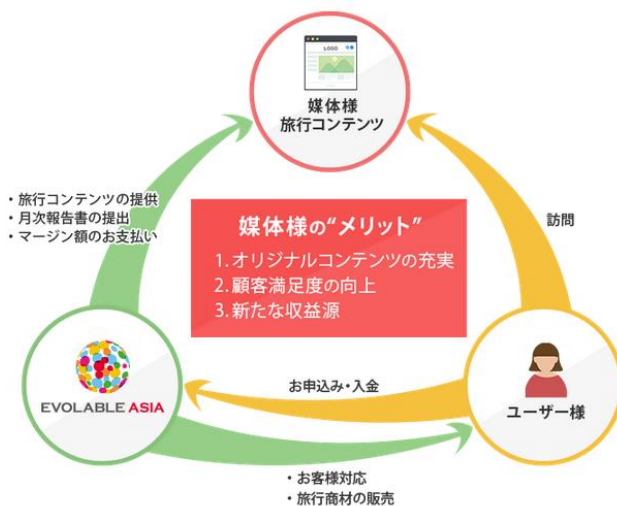 LOGO
媒体様
旅行コンテンツ
・旅行コンテンツの提供
・月次報告書の提出
・マージン額のお支払い
訪問
媒体様の“メリット”
1.オリジナルコンテンツの充実
2.顧客満足度の向上
3.新たな収益源
EVOLABLE ASIA
お申込み・入金
ユーザー様
・お客様対応
・旅行商材の販売